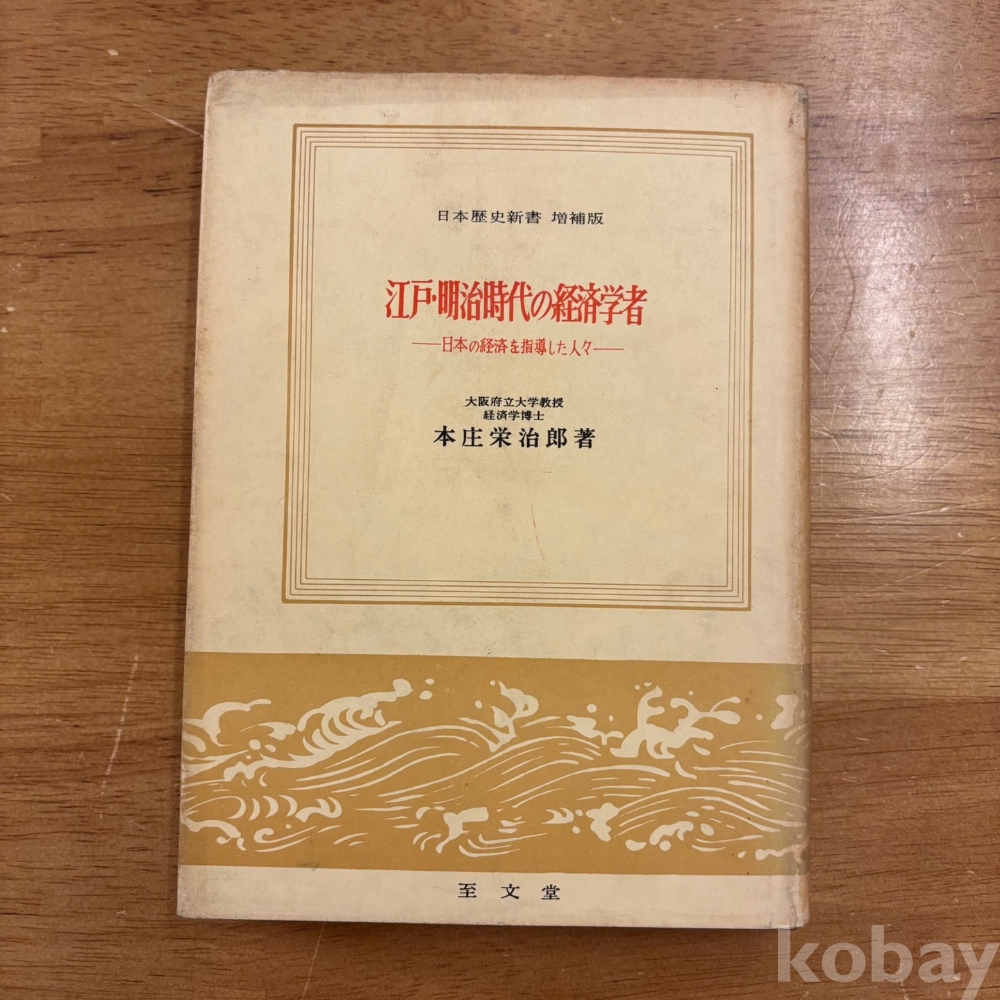 日本歴史新書 増補版
江戸・明治時代の経済学者
——日本の経済を指導した人々——
大阪府立大学教授
経済学博士
本庄栄治郎著
至文堂
kobay